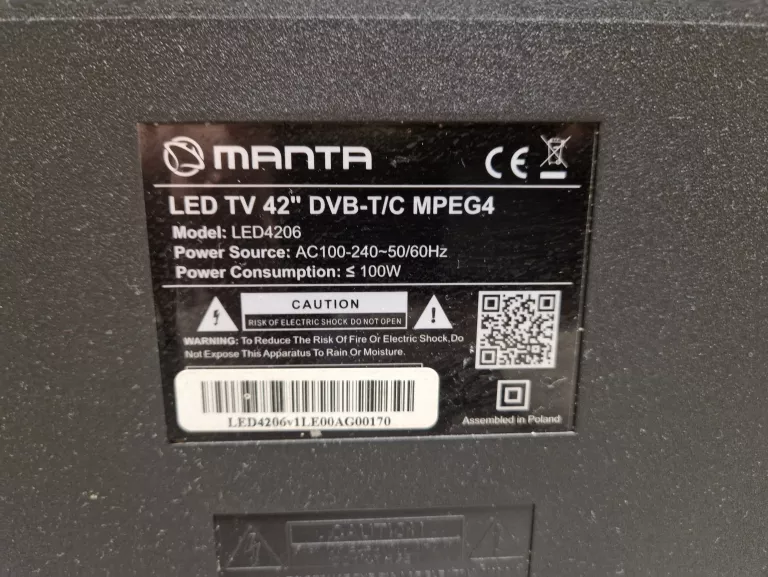 MANTA
CE
LED TV 42" DVB-T/C MPEG4
Model: LED4206
Power Source: AC100-240~50/60Hz
Power Consumption: ≤ 100W
CAUTION
RISK OF ELECTRIC SHOCK DO NOT OPEN
WARNING: To Reduce The Risk Of Fire Or Electric Shock,Do
Not Expose This Apparatus To Rain Or Moisture.
LED4206v1LE00AG00170
Assembled in Poland
CAUTION